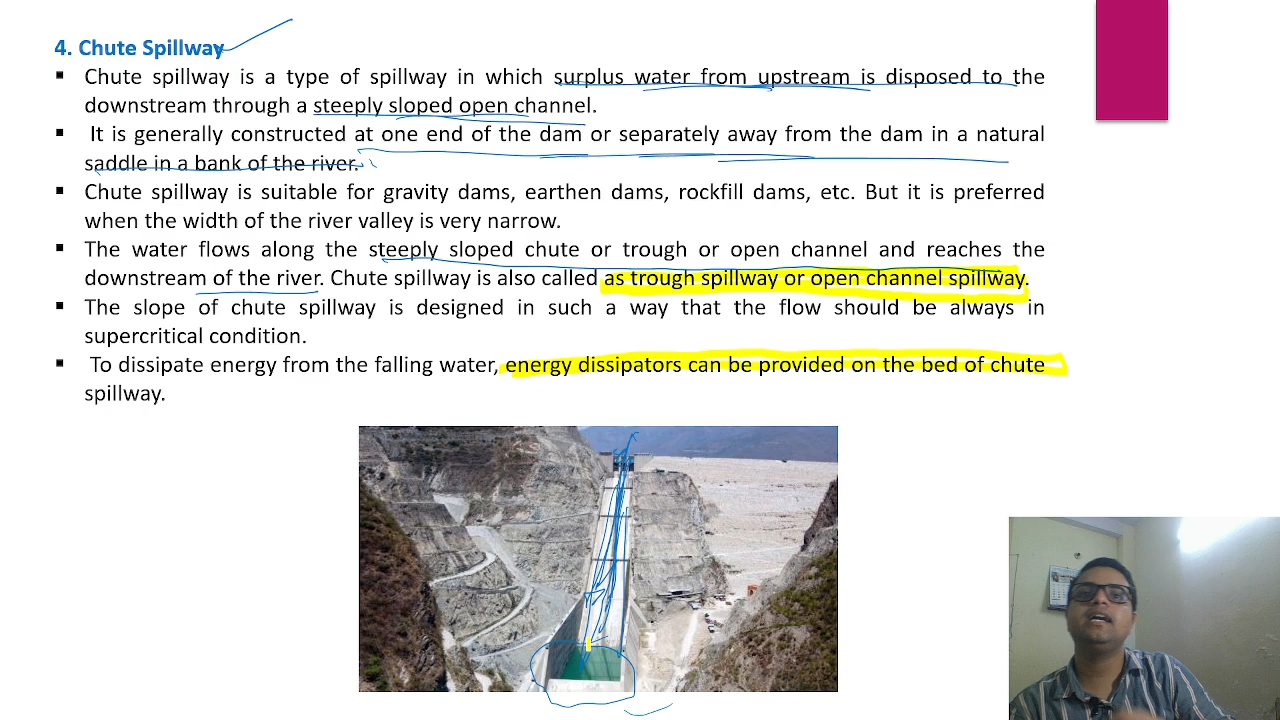 4. Chute Spillway
▪ Chute spillway is a type of spillway in which surplus water from upstream is disposed to the
downstream through a steeply sloped open channel.
▪ It is generally constructed at one end of the dam or separately away from the dam in a natural
saddle in a bank of the river.
▪ Chute spillway is suitable for gravity dams, earthen dams, rockfill dams, etc. But it is preferred
when the width of the river valley is very narrow.
▪ The water flows along the steeply sloped chute or trough or open channel and reaches the
downstream of the river. Chute spillway is also called as trough spillway or open channel spillway.
▪ The slope of chute spillway is designed in such a way that the flow should be always in
supercritical condition.
▪ To dissipate energy from the falling water, energy dissipators can be provided on the bed of chute
spillway.